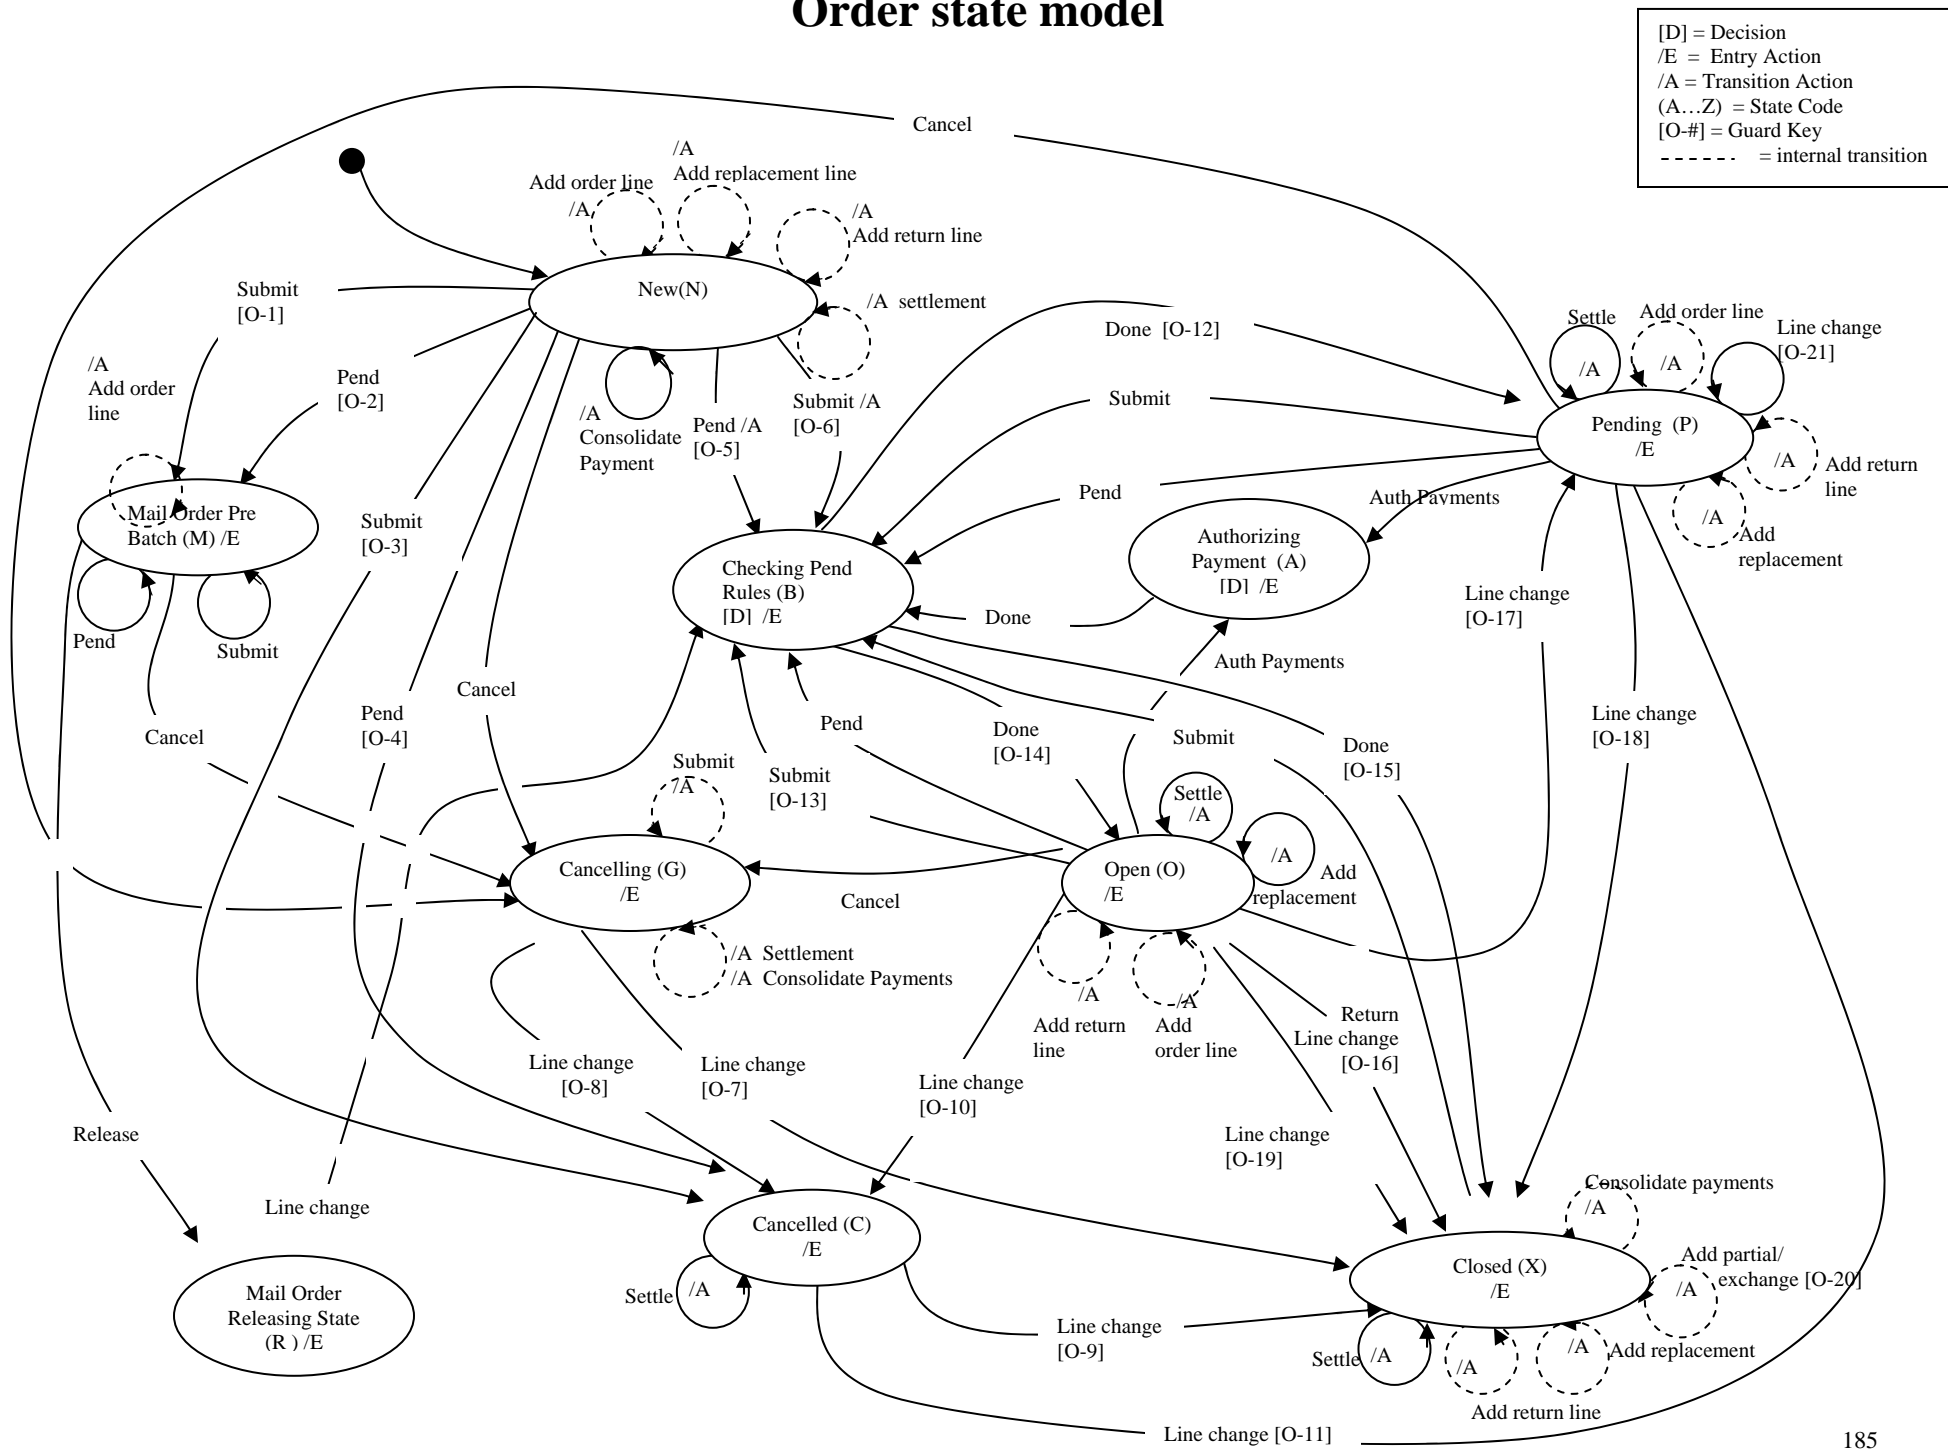 Order state model
[D] = Decision
/E = Entry Action
/A = Transition Action
(A…Z) = State Code
[O-#] = Guard Key
= internal transition
Cancel
/A
Add replacement line
Add order line
/A
/A
Add return line
New(N)
/A settlement
Submit
[O-1]
Done [O-12]
Settle
/A
Add order line
/A
Line change
[O-21]
/A
Add order
line
Pend
[O-2]
/A
Consolidate
Payment
Pend /A
[O-5]
Submit /A
[O-6]
Submit
Pending (P)
/E
/A
Add return
line
Pend
Auth Payments
/A
Add
replacement
Mail Order Pre
Batch (M) /E
Submit
[O-3]
Authorizing
Payment (A)
[D] /E
Checking Pend
Rules (B)
[D] /E
Line change
[O-17]
Done
Pend
Submit
Auth Payments
Cancel
Pend
[O-4]
Cancel
Pend
Done
[O-14]
Submit
Done
[O-15]
Line change
[O-18]
Submit
/A
Submit
[O-13]
Settle
/A
Cancelling (G)
/E
Open (O)
/E
/A
Add
replacement
Cancel
/A Settlement
/A Consolidate Payments
/A
Add return
line
/A
Add
order line
Return
Line change
[O-16]
Line change
[O-8]
Line change
[O-7]
Line change
[O-10]
Release
Line change
[O-19]
Line change
Consolidate payments
/A
Cancelled (C)
/E
Closed (X)
/E
Add partial/
exchange [O-20]
/A
Settle
/A
Mail Order
Releasing State
(R ) /E
Line change
[O-9]
Settle
/A
/A
/A
Add replacement
Add return line
Line change [O-11]
185